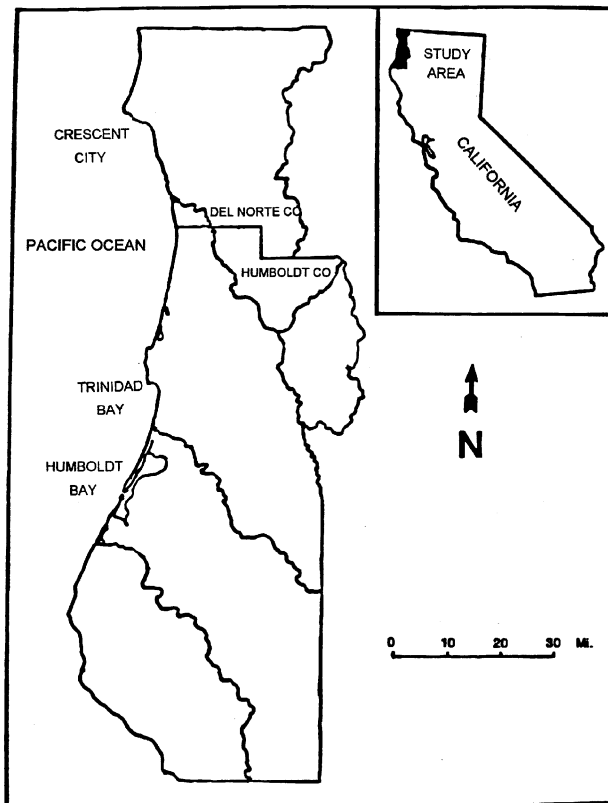 CRESCENT
CITY
DEL NORTE CO
PACIFIC OCEAN
HUMBOLDT CO
TRINIDAD
BAY
HUMBOLDT
BAY
STUDY
AREA
CALIFORNIA
N
0 10 20 30 Mi.